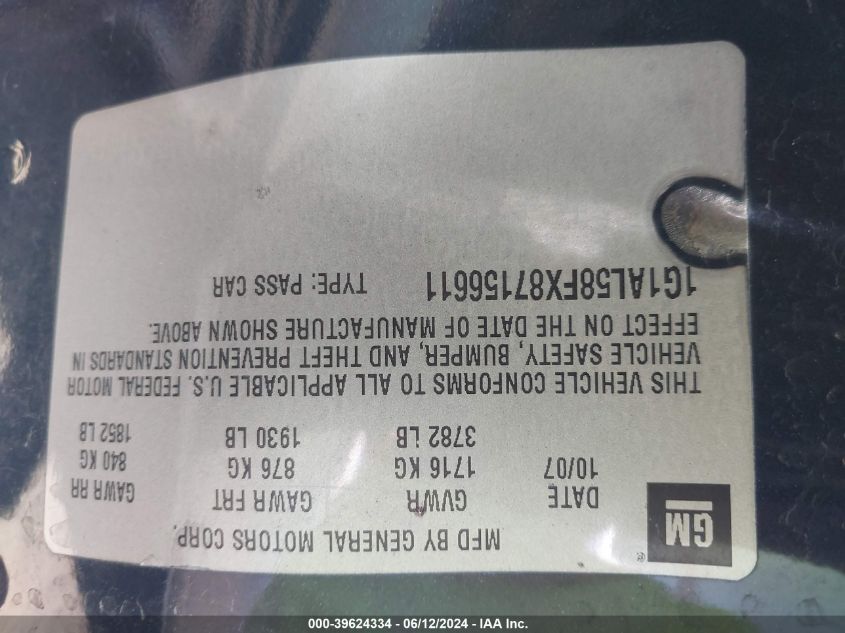 MFD BY GENERAL MOTORS CORP.
GM
DATE GVWR GAWR FRT GAWR RR
10/07 1716 KG 876 KG 840 KG
3782 LB 1930 LB 1852 LB
THIS VEHICLE CONFORMS TO ALL APPLICABLE U.S. FEDERAL MOTOR
VEHICLE SAFETY, BUMPER, AND THEFT PREVENTION STANDARDS IN
EFFECT ON THE DATE OF MANUFACTURE SHOWN ABOVE.
1G1AL58FX87156611 TYPE: PASS CAR
000-39624334 - 06/12/2024 - IAA Inc.